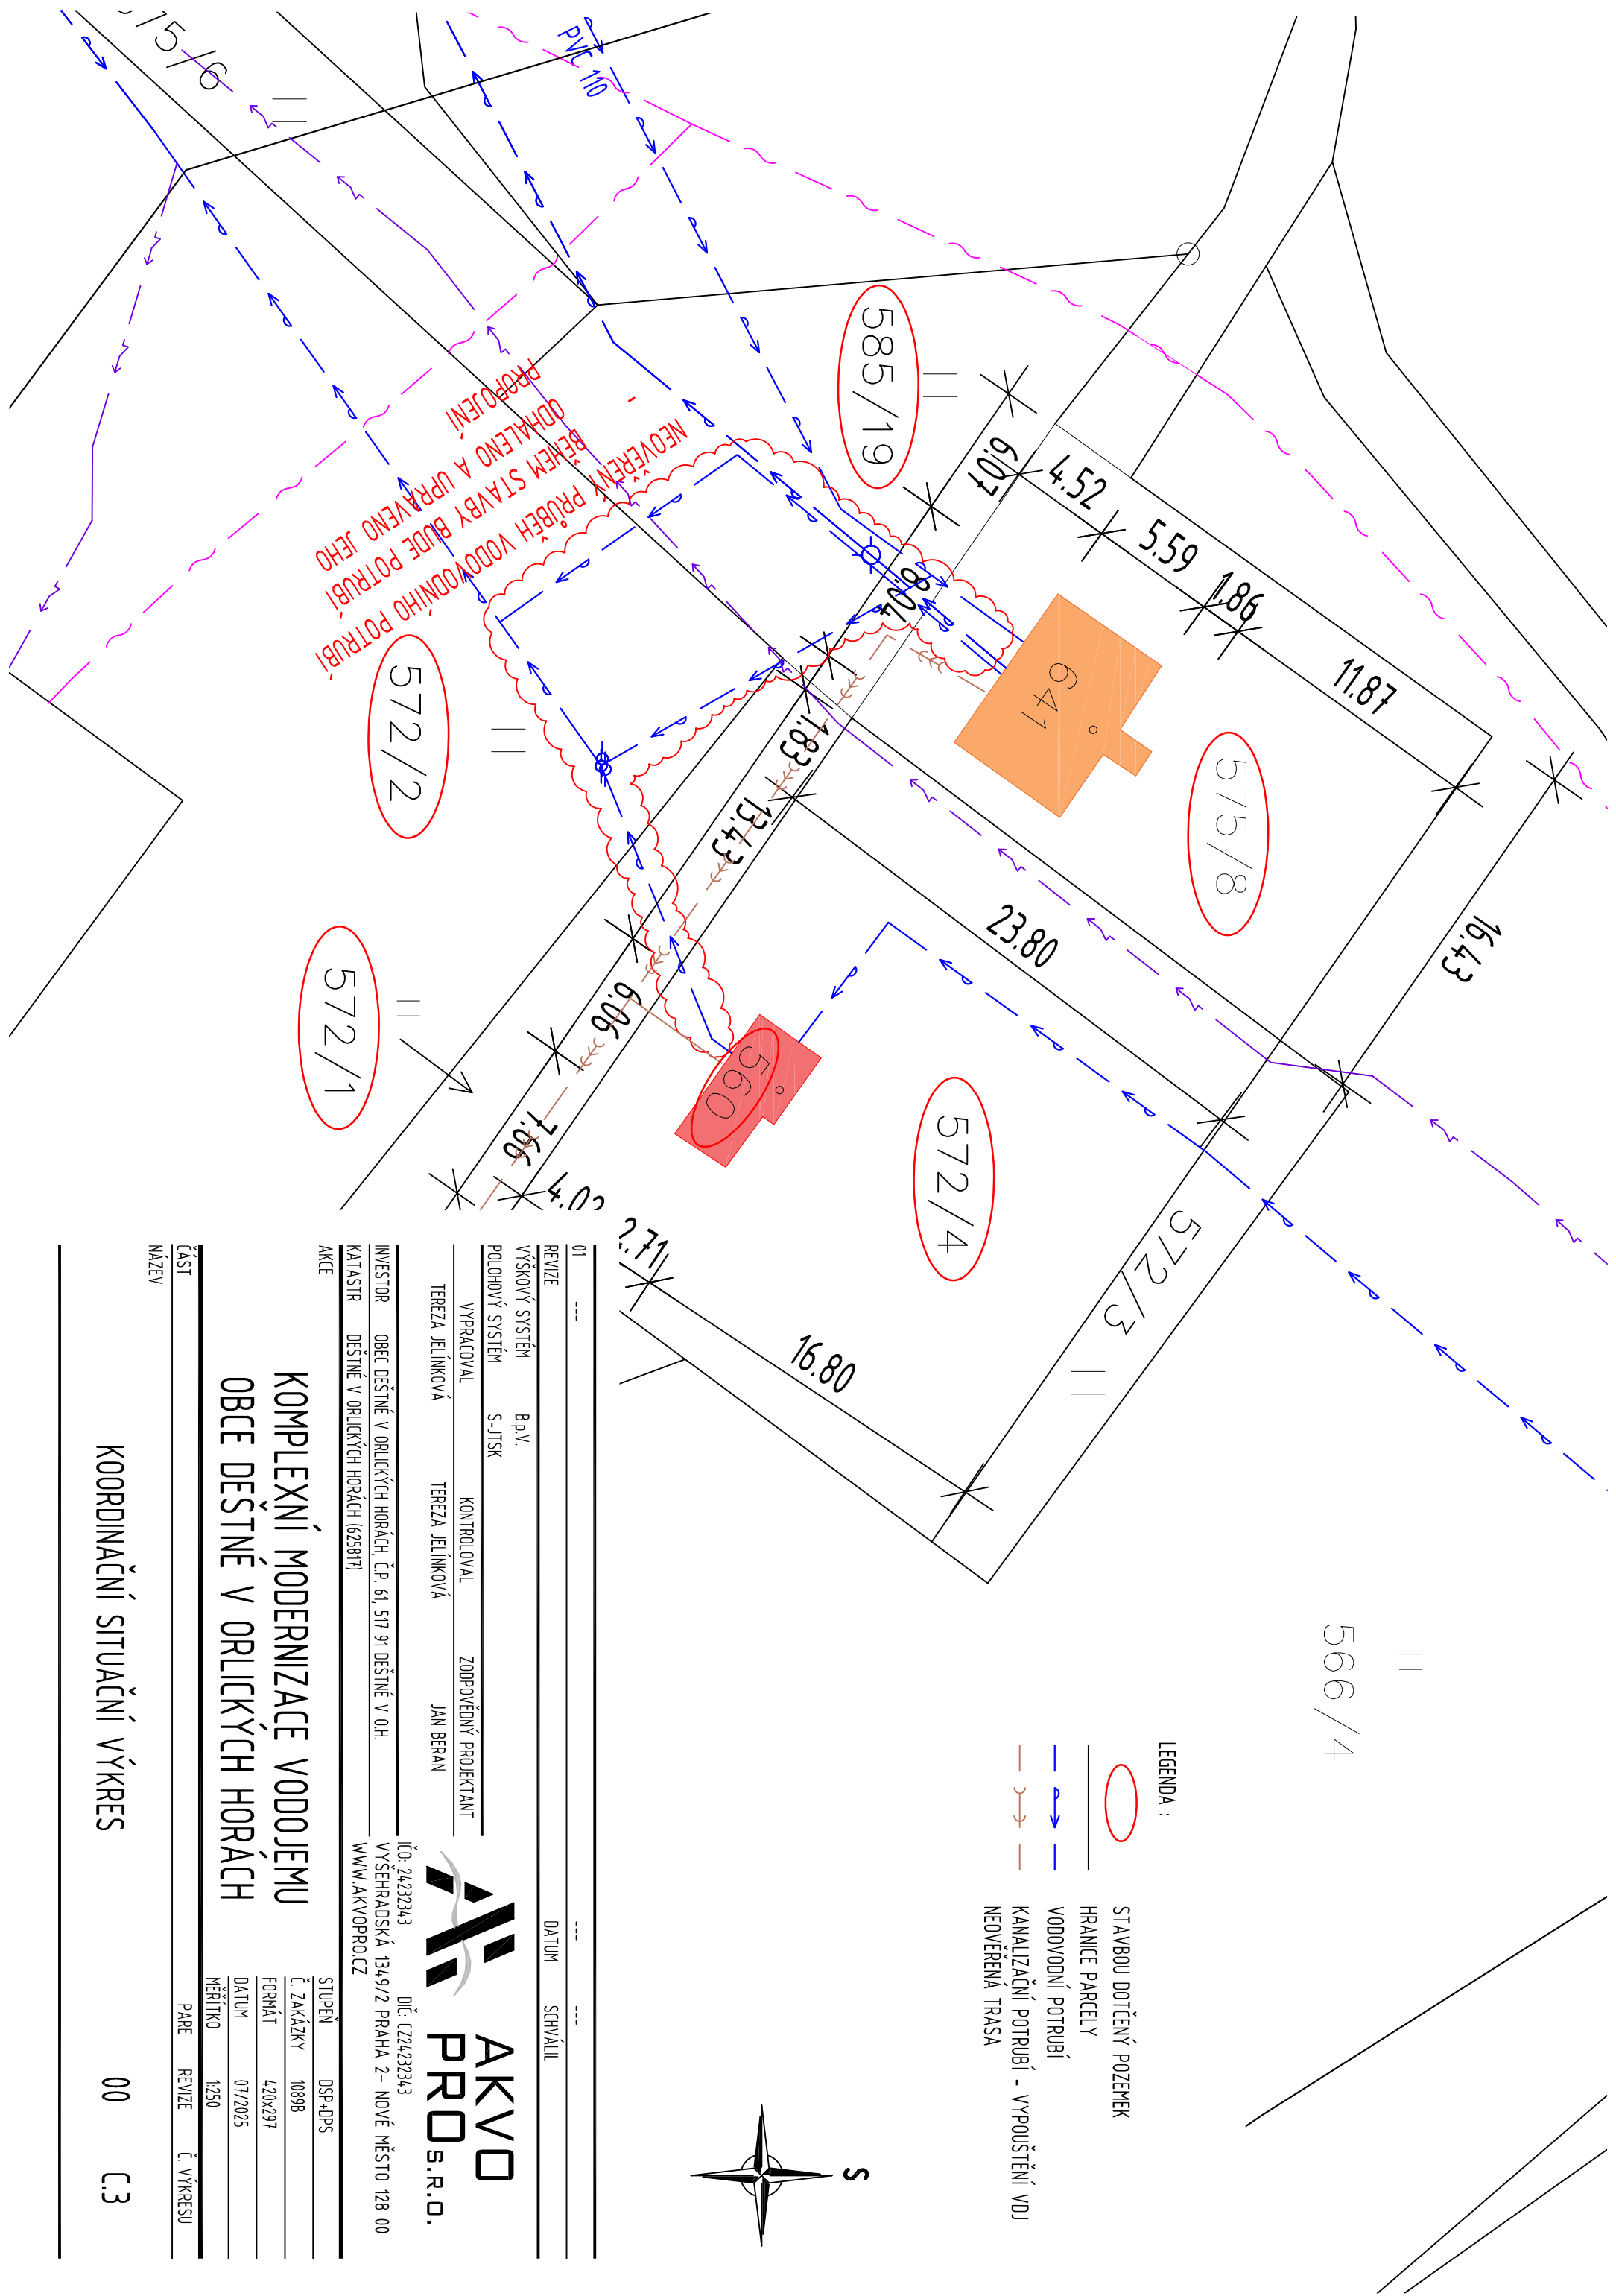 575/6
PVC 110
585/19
6.07
4.52
5.59
1.86
11.87
8.04
641
575/8
16.43
1.83
13.43
23.80
6.06
7.66
4.02
2.71
16.80
560
572/4
572/3
572/2
572/1
566/4
NEOVĚŘENÝ PRŮBĚH VODOVODNÍHO POTRUBÍ
- BĚHEM STAVBY BUDE POTRUBÍ
ODHALENO A UPRAVENO JEHO
PROPOJENÍ
LEGENDA :
STAVBOU DOTČENÝ POZEMEK
HRANICE PARCELY
VODOVODNÍ POTRUBÍ
KANALIZAČNÍ POTRUBÍ - VYPOUŠTĚNÍ VDJ
NEOVĚŘENÁ TRASA
S
01 --- --- ---
REVIZE DATUM SCHVÁLIL
VÝŠKOVÝ SYSTÉM B.p.V.
POLOHOVÝ SYSTÉM S-JTSK
VYPRACOVAL KONTROLOVAL ZODPOVĚDNÝ PROJEKTANT
TEREZA JELÍNKOVÁ TEREZA JELÍNKOVÁ JAN BERAN
AKVO
PRO S.R.O.
IČO: 24232343 DIČ: CZ24232343
VYŠEHRADSKÁ 1349/2 PRAHA 2- NOVÉ MĚSTO 128 00
WWW.AKVOPRO.CZ
INVESTOR OBEC DEŠTNÉ V ORLICKÝCH HORÁCH, Č.P. 61, 517 91 DEŠTNÉ V O.H.
KATASTR DEŠTNÉ V ORLICKÝCH HORÁCH (625817)
AKCE
KOMPLEXNÍ MODERNIZACE VODOJEMU
OBCE DEŠTNÉ V ORLICKÝCH HORÁCH
STUPEŇ DSP+DPS
Č. ZAKÁZKY 1089B
FORMÁT 420x297
DATUM 07/2025
MĚŘÍTKO 1:250
ČÁST PARE REVIZE Č. VÝKRESU
NÁZEV
KOORDINAČNÍ SITUAČNÍ VÝKRES 00 C.3